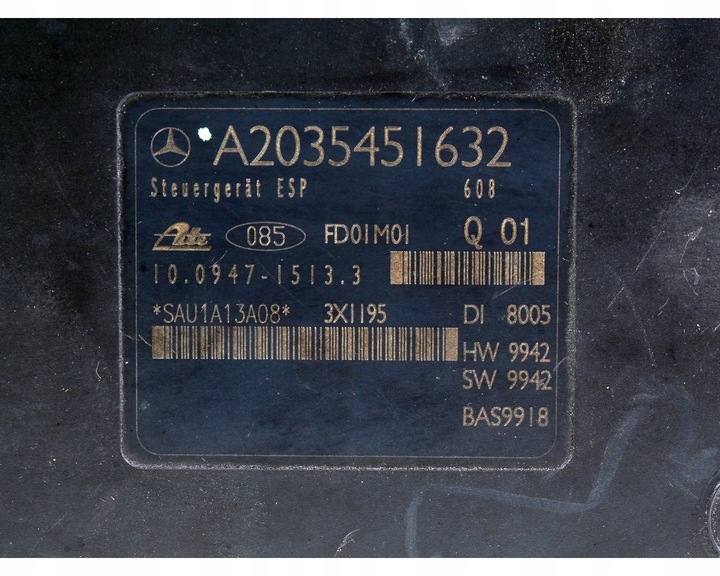 A2035451632
Steuergerät ESP 608
Ate 085 FD01M01 Q 01
10.0947-1513.3
*SAU1A13A08* 3X1195 DI 8005
HW 9942
SW 9942
BAS9918